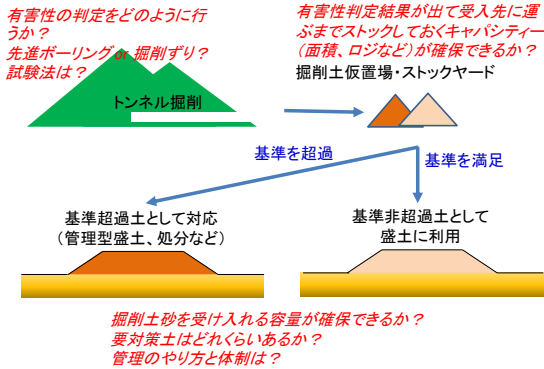 有害性の判定をどのように行
うか？
先進ボーリングor 掘削ずり？
試験法は？
有害性判定結果が出て受入先に運
ぶまでストックしておくキャパシティー
（面積、ロジなど）が確保できるか？
掘削土仮置場・ストックヤード
トンネル掘削
基準を超過
基準を満足
基準超過土として対応
（管理型盛土、処分など）
基準非超過土として
盛土に利用
掘削土砂を受け入れる容量が確保できるか？
要対策土はどれくらいあるか？
管理のやり方と体制は？